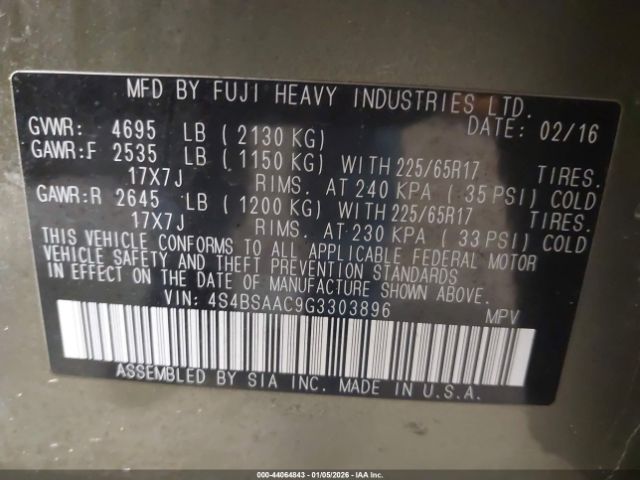 MFD BY FUJI HEAVY INDUSTRIES LTD.
DATE: 02/16
GVWR: 4695 LB (2130 KG)
GAWR:F 2535 LB (1150 KG) WITH 225/65R17 TIRES.
17X7J RIMS. AT 240 KPA (35 PSI) COLD
GAWR:R 2645 LB (1200 KG) WITH 225/65R17 TIRES.
17X7J RIMS. AT 230 KPA (33 PSI) COLD
THIS VEHICLE CONFORMS TO ALL APPLICABLE FEDERAL MOTOR
VEHICLE SAFETY AND THEFT PREVENTION STANDARDS
IN EFFECT ON THE DATE OF MANUFACTURE SHOWN ABOVE.
VIN: 4S4BSAAC9G3303896 MPV
ASSEMBLED BY SIA INC. MADE IN U.S.A.
000-44064843 - 01/05/2026 - IAA Inc.